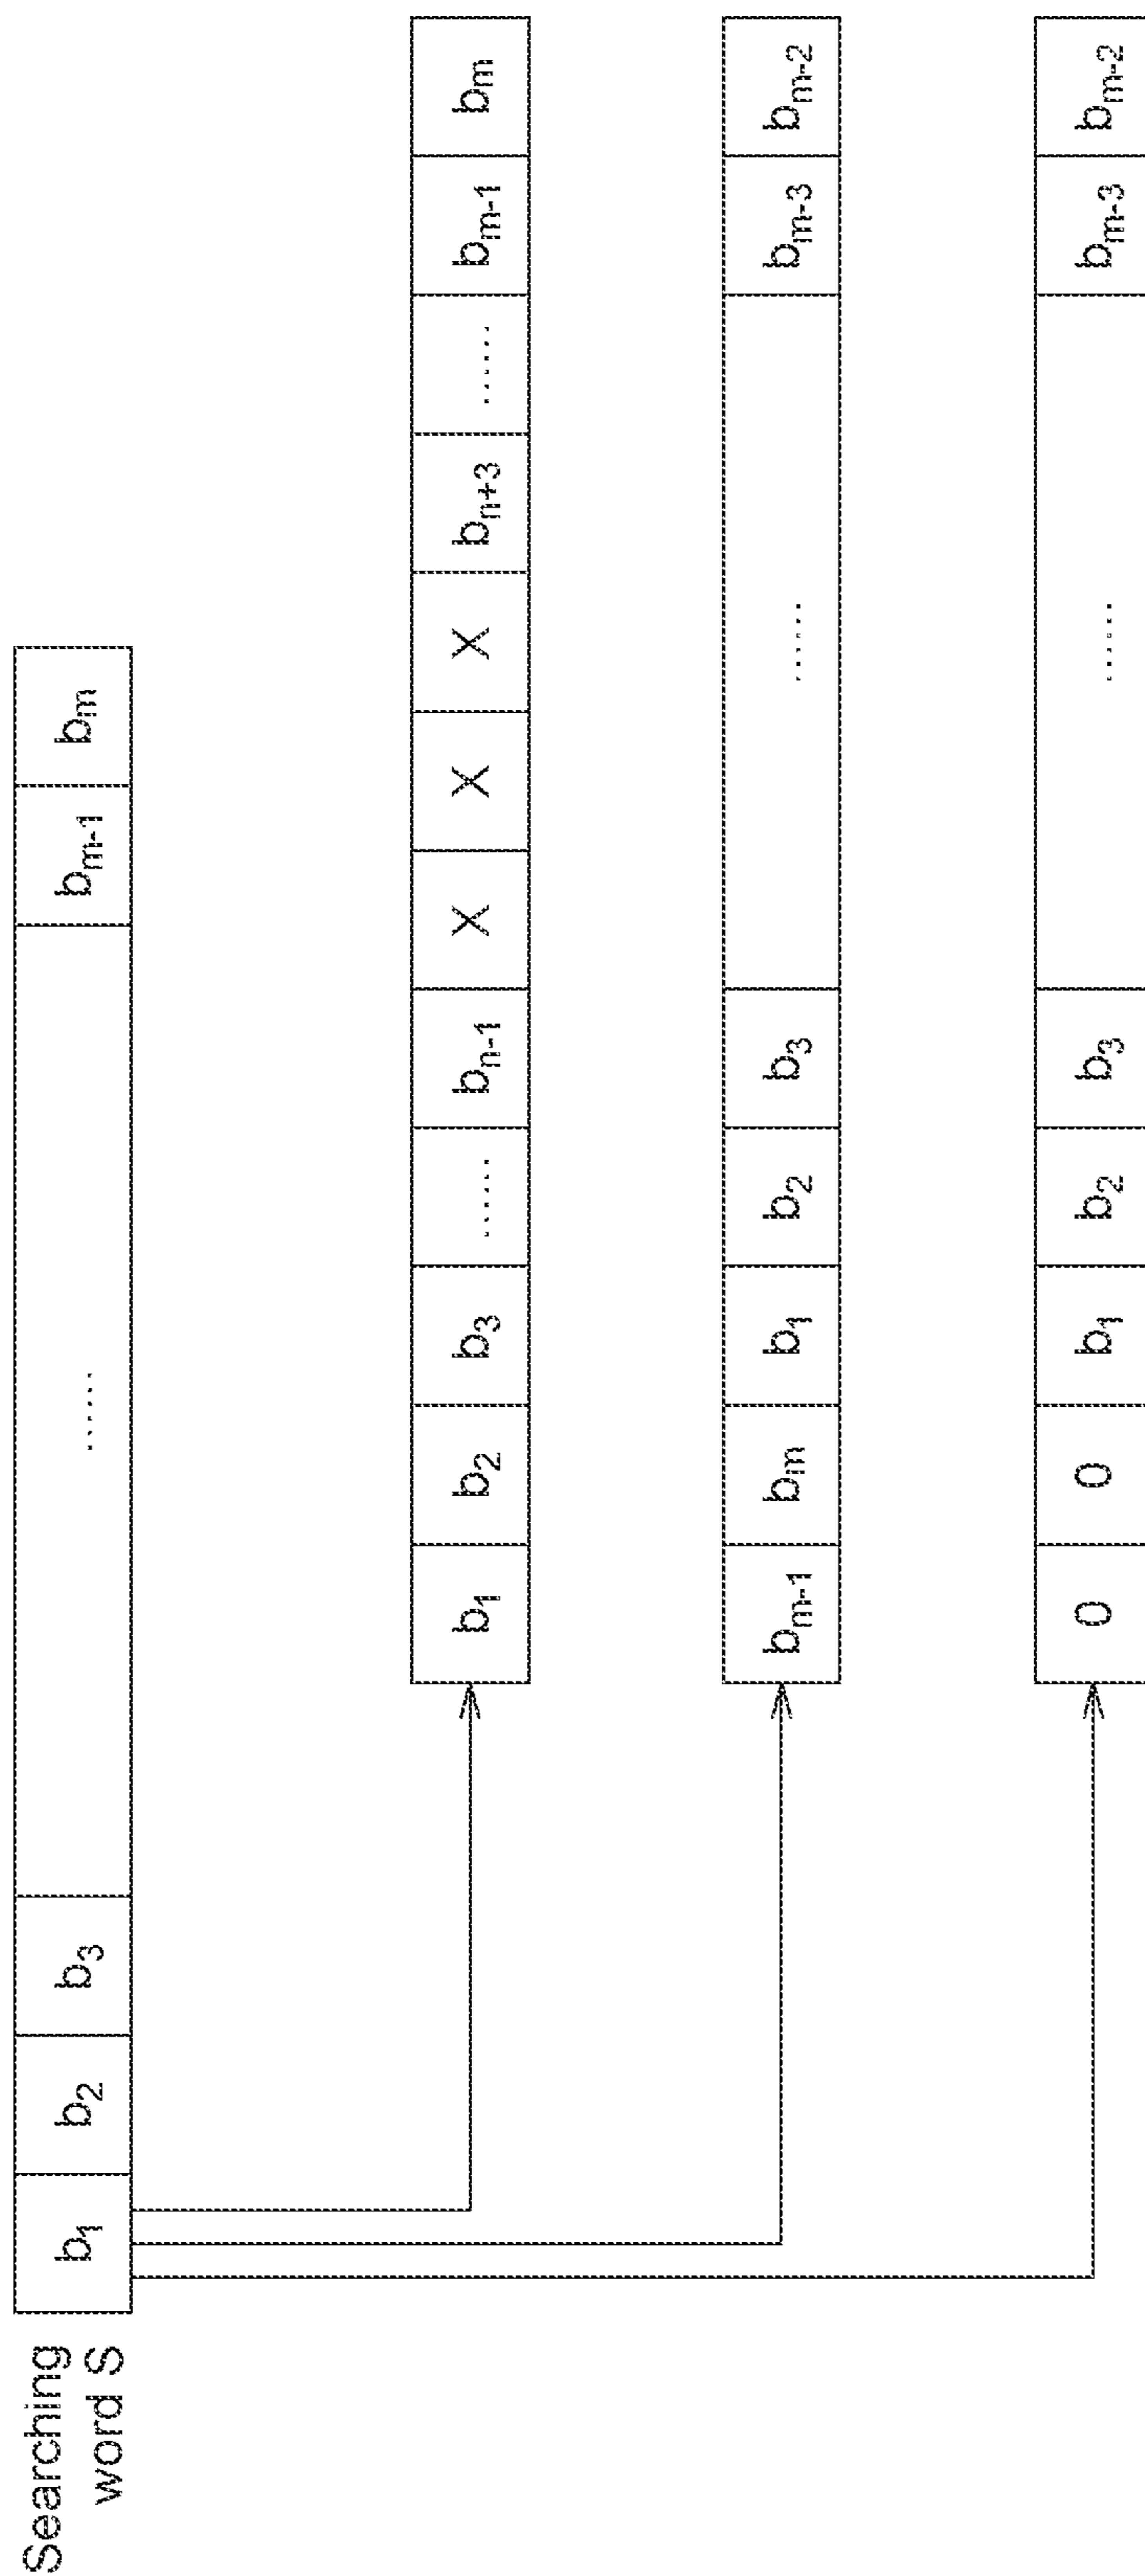 Searching
word S
b₁ b₂ b₃ ...... bₘ₋₁ bₘ
b₁ b₂ b₃ ...... bₙ₋₁ X X X bₙ₊₃ ...... bₘ₋₁ bₘ
bₘ₋₁ bₘ b₁ b₂ b₃ ...... bₘ₋₃ bₘ₋₂
0 0 b₁ b₂ b₃ ...... bₘ₋₃ bₘ₋₂